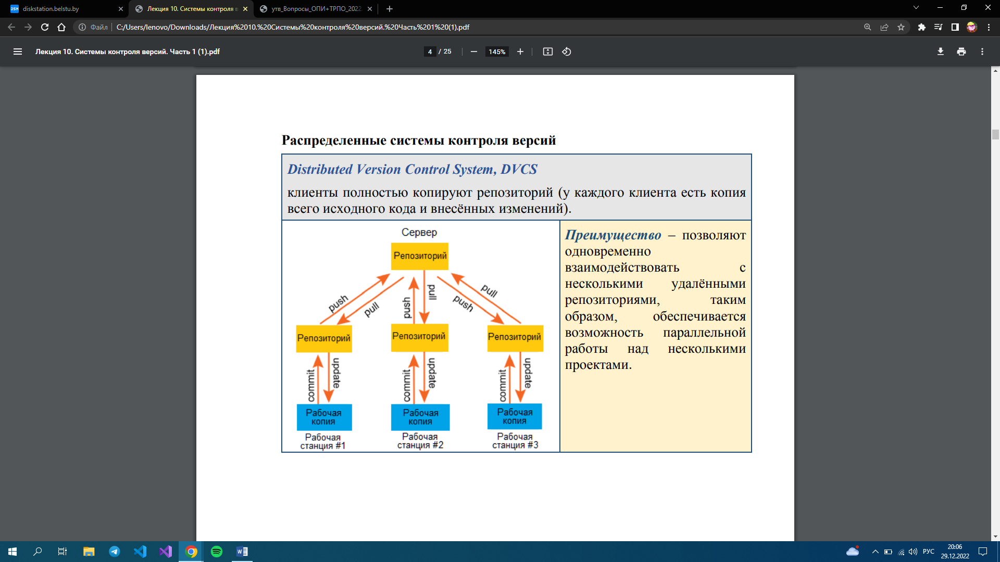 diskstation.belstu.by
Лекция 10. Системы контроля в
утв_Вопросы_ОПИ+ТРПО_2022
Файл
C:/Users/lenovo/Downloads/Лекция%2010.%20Системы%20контроля%20версий.%20Часть%201%20(1).pdf
Лекция 10. Системы контроля версий. Часть 1 (1).pdf
4 / 25
145%
Распределенные системы контроля версий
Distributed Version Control System, DVCS
клиенты полностью копируют репозиторий (у каждого клиента есть копия
всего исходного кода и внесённых изменений).
Сервер
Репозиторий
push
pull
push
pull
push
pull
Репозиторий
Репозиторий
Репозиторий
commit
update
commit
update
commit
update
Рабочая
копия
Рабочая
копия
Рабочая
копия
Рабочая
станция #1
Рабочая
станция #2
Рабочая
станция #3
Преимущество – позволяют
одновременно
взаимодействовать с
несколькими удалёнными
репозиториями, таким
образом, обеспечивается
возможность параллельной
работы над несколькими
проектами.
РУС
20:06
29.12.2022